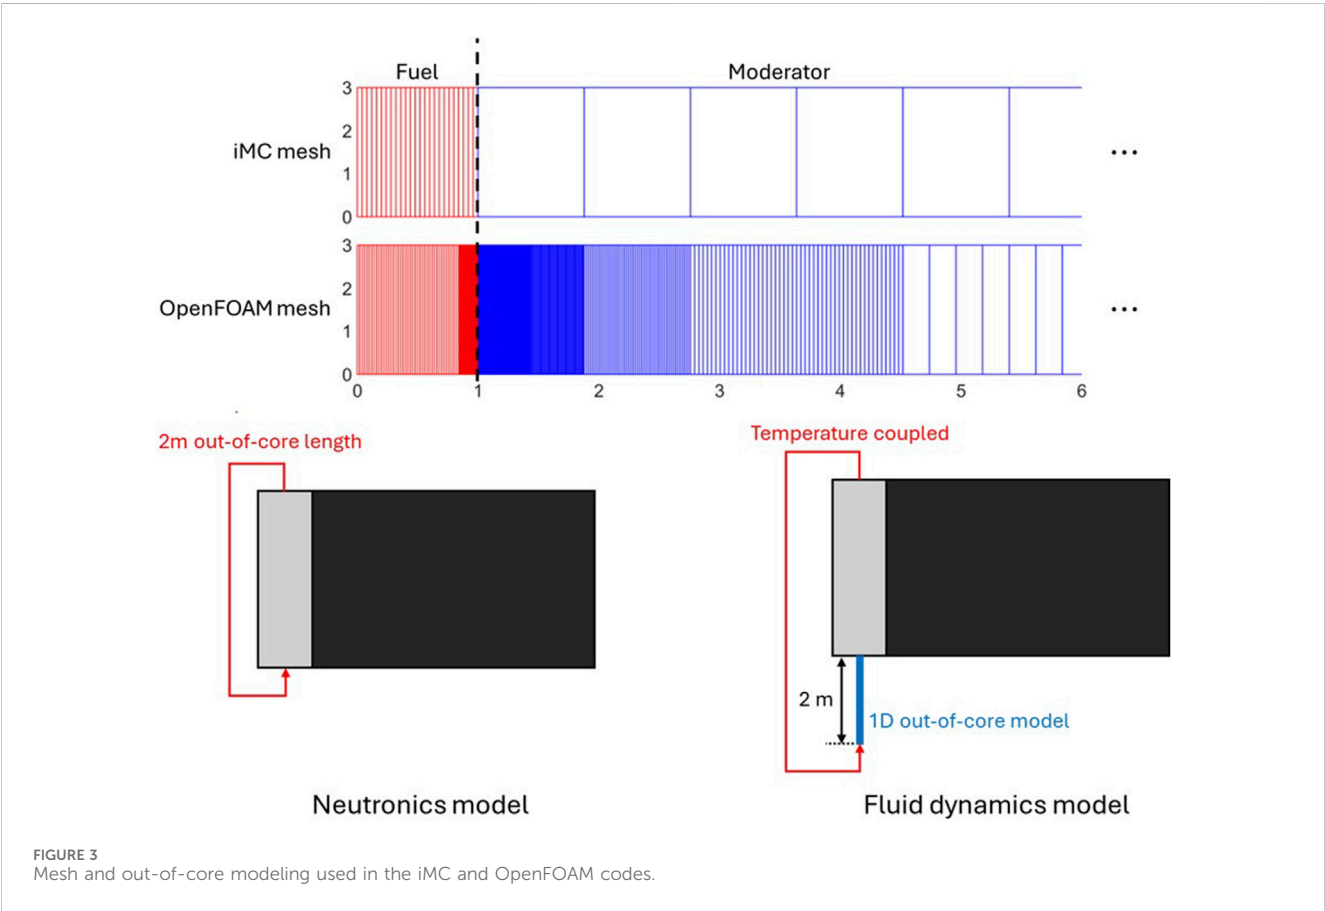 Fuel
Moderator
3
2
iMC mesh
1
0
...
3
2
OpenFOAM mesh
1
0
...
0 1 2 3 4 5 6
2m out-of-core length
Temperature coupled
2 m
1D out-of-core model
Neutronics model
Fluid dynamics model
FIGURE 3
Mesh and out-of-core modeling used in the iMC and OpenFOAM codes.